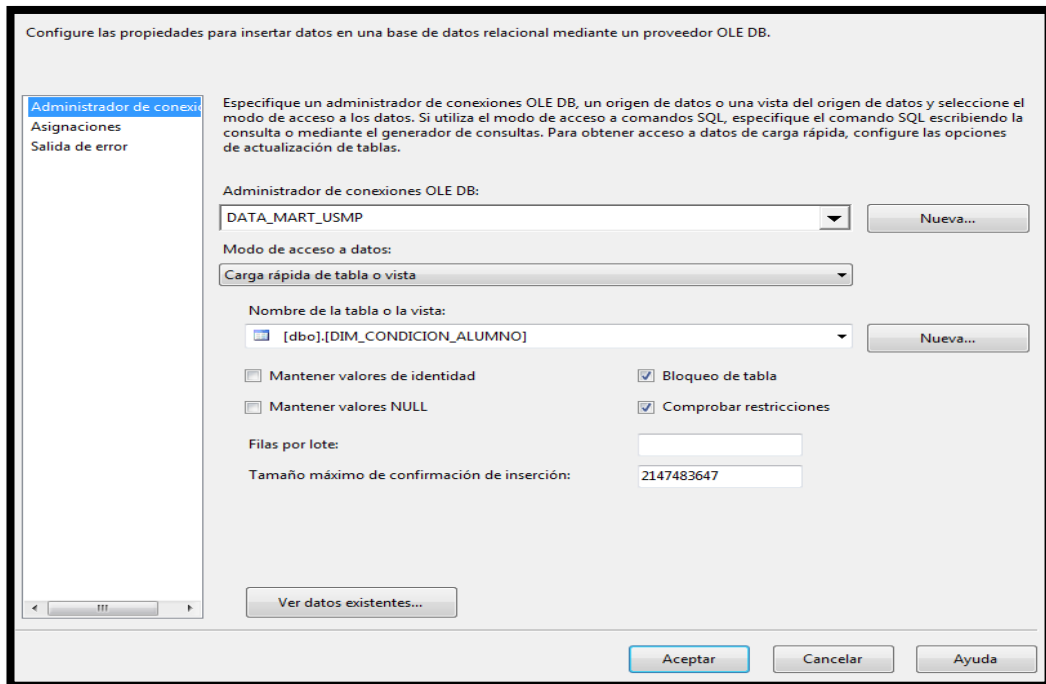 Configure las propiedades para insertar datos en una base de datos relacional mediante un proveedor OLE DB.
Administrador de conexi
Asignaciones
Salida de error
Especifique un administrador de conexiones OLE DB, un origen de datos o una vista del origen de datos y seleccione el
modo de acceso a los datos. Si utiliza el modo de acceso a comandos SQL, especifique el comando SQL escribiendo la
consulta o mediante el generador de consultas. Para obtener acceso a datos de carga rápida, configure las opciones
de actualización de tablas.
Administrador de conexiones OLE DB:
DATA_MART_USMP
Nueva...
Modo de acceso a datos:
Carga rápida de tabla o vista
Nombre de la tabla o la vista:
[dbo].[DIM_CONDICION_ALUMNO]
Nueva...
Mantener valores de identidad
Bloqueo de tabla
Mantener valores NULL
Comprobar restricciones
Filas por lote:
Tamaño máximo de confirmación de inserción:
2147483647
Ver datos existentes...
Aceptar
Cancelar
Ayuda